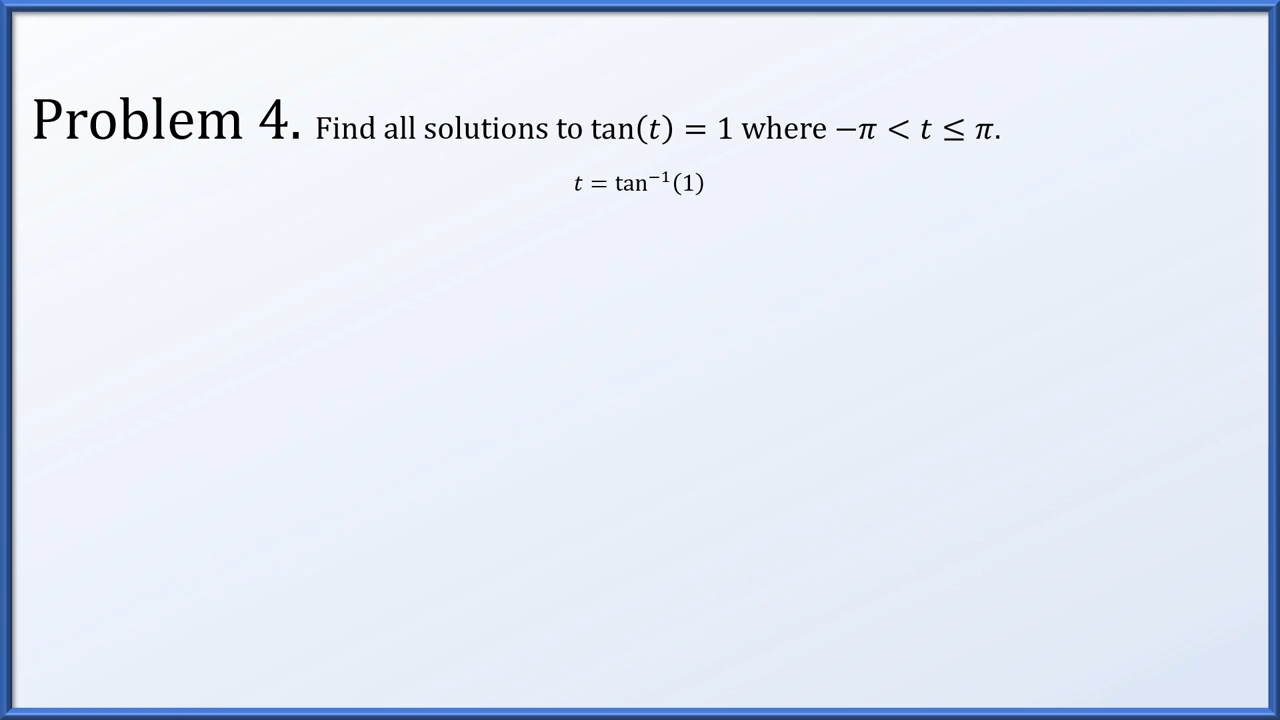 Problem 4. Find all solutions to tan(𝑡) = 1 where −𝜋 < 𝑡 ≤ 𝜋.
𝑡 = tan⁻¹(1)